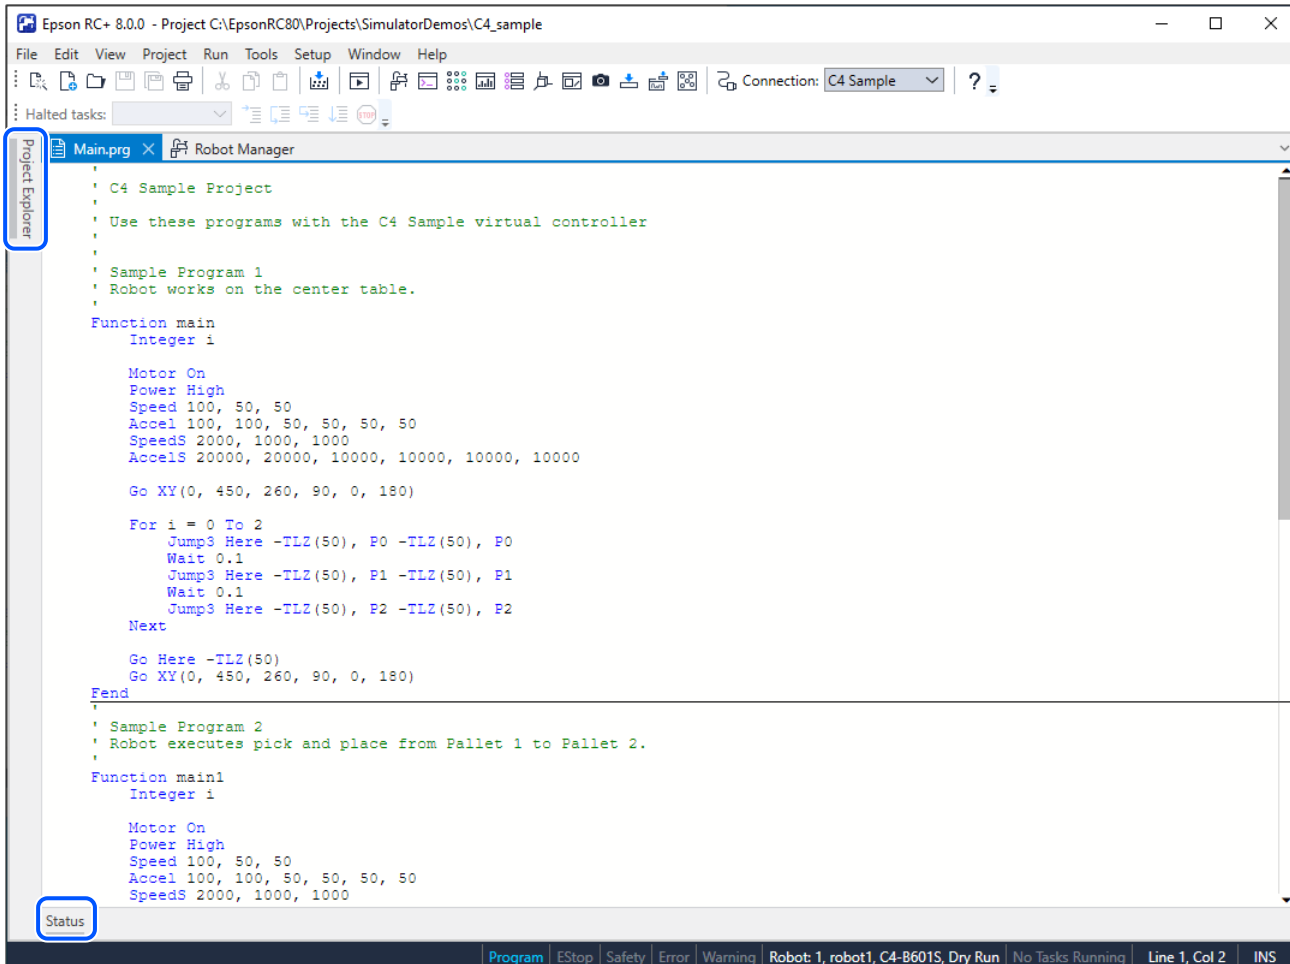 Epson RC+ 8.0.0 - Project C:\EpsonRC80\Projects\SimulatorDemos\C4_sample
File Edit View Project Run Tools Setup Window Help
Connection: C4 Sample ?
Halted tasks: STOP
Project Explorer
Main.prg Robot Manager
'
' C4 Sample Project
'
' Use these programs with the C4 Sample virtual controller
'
'
' Sample Program 1
' Robot works on the center table.
'
Function main
Integer i
Motor On
Power High
Speed 100, 50, 50
Accel 100, 100, 50, 50, 50, 50
SpeedS 2000, 1000, 1000
AccelS 20000, 20000, 10000, 10000, 10000, 10000
Go XY(0, 450, 260, 90, 0, 180)
For i = 0 To 2
Jump3 Here -TLZ(50), P0 -TLZ(50), P0
Wait 0.1
Jump3 Here -TLZ(50), P1 -TLZ(50), P1
Wait 0.1
Jump3 Here -TLZ(50), P2 -TLZ(50), P2
Next
Go Here -TLZ(50)
Go XY(0, 450, 260, 90, 0, 180)
Fend
'
' Sample Program 2
' Robot executes pick and place from Pallet 1 to Pallet 2.
'
Function main1
Integer i
Motor On
Power High
Speed 100, 50, 50
Accel 100, 100, 50, 50, 50, 50
SpeedS 2000, 1000, 1000
Status
Program EStop Safety Error Warning Robot: 1, robot1, C4-B601S, Dry Run No Tasks Running Line 1, Col 2 INS